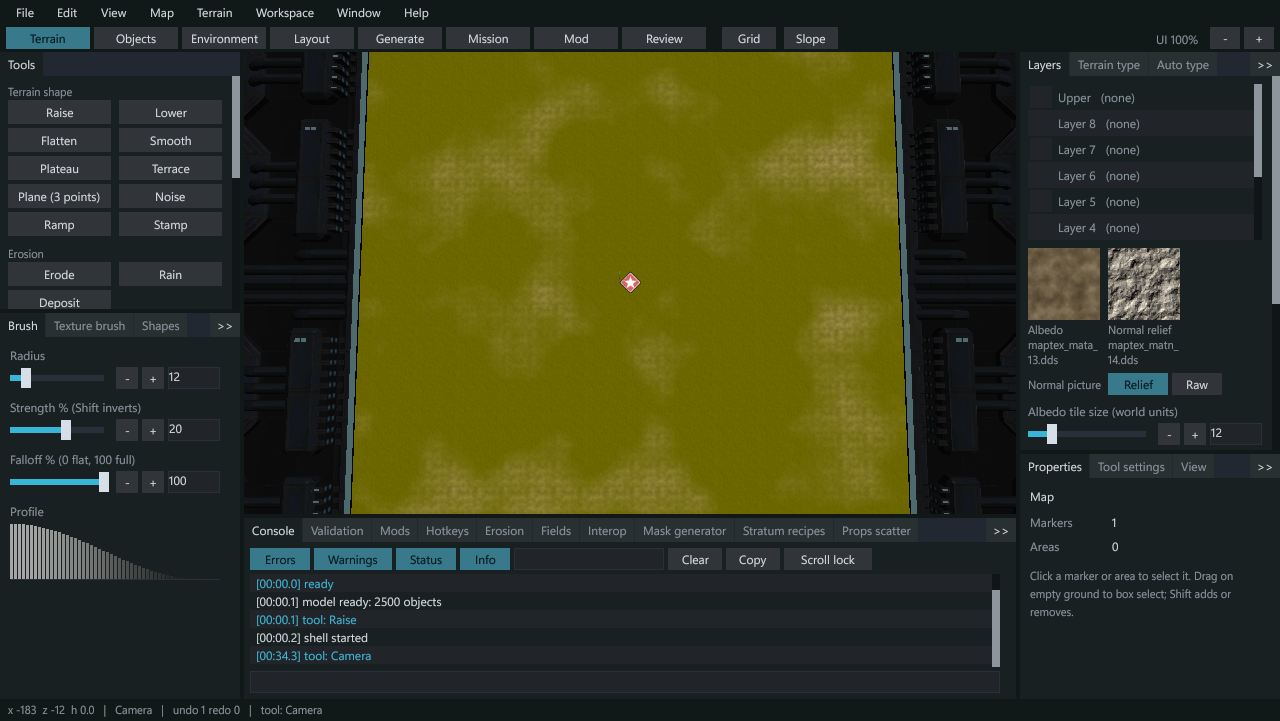 File Edit View Map Terrain Workspace Window Help
Terrain Objects Environment Layout Generate Mission Mod Review Grid Slope UI 100% - +
Tools
Terrain shape
Raise Lower
Flatten Smooth
Plateau Terrace
Plane (3 points) Noise
Ramp Stamp
Erosion
Erode Rain
Deposit
Brush Texture brush Shapes >>
Radius
- + 12
Strength % (Shift inverts)
- + 20
Falloff % (0 flat, 100 full)
- + 100
Profile
Layers Terrain type Auto type >>
Upper (none)
Layer 8 (none)
Layer 7 (none)
Layer 6 (none)
Layer 5 (none)
Layer 4 (none)
Albedo
maptex_mata_
13.dds
Normal relief
maptex_matn_
14.dds
Normal picture Relief Raw
Albedo tile size (world units)
- + 12
Properties Tool settings View >>
Map
Markers 1
Areas 0
Click a marker or area to select it. Drag on
empty ground to box select; Shift adds or
removes.
Console Validation Mods Hotkeys Erosion Fields Interop Mask generator Stratum recipes Props scatter >>
Errors Warnings Status Info Clear Copy Scroll lock
[00:00.0] ready
[00:00.1] model ready: 2500 objects
[00:00.1] tool: Raise
[00:00.2] shell started
[00:34.3] tool: Camera
x -183 z -12 h 0.0 | Camera | undo 1 redo 0 | tool: Camera